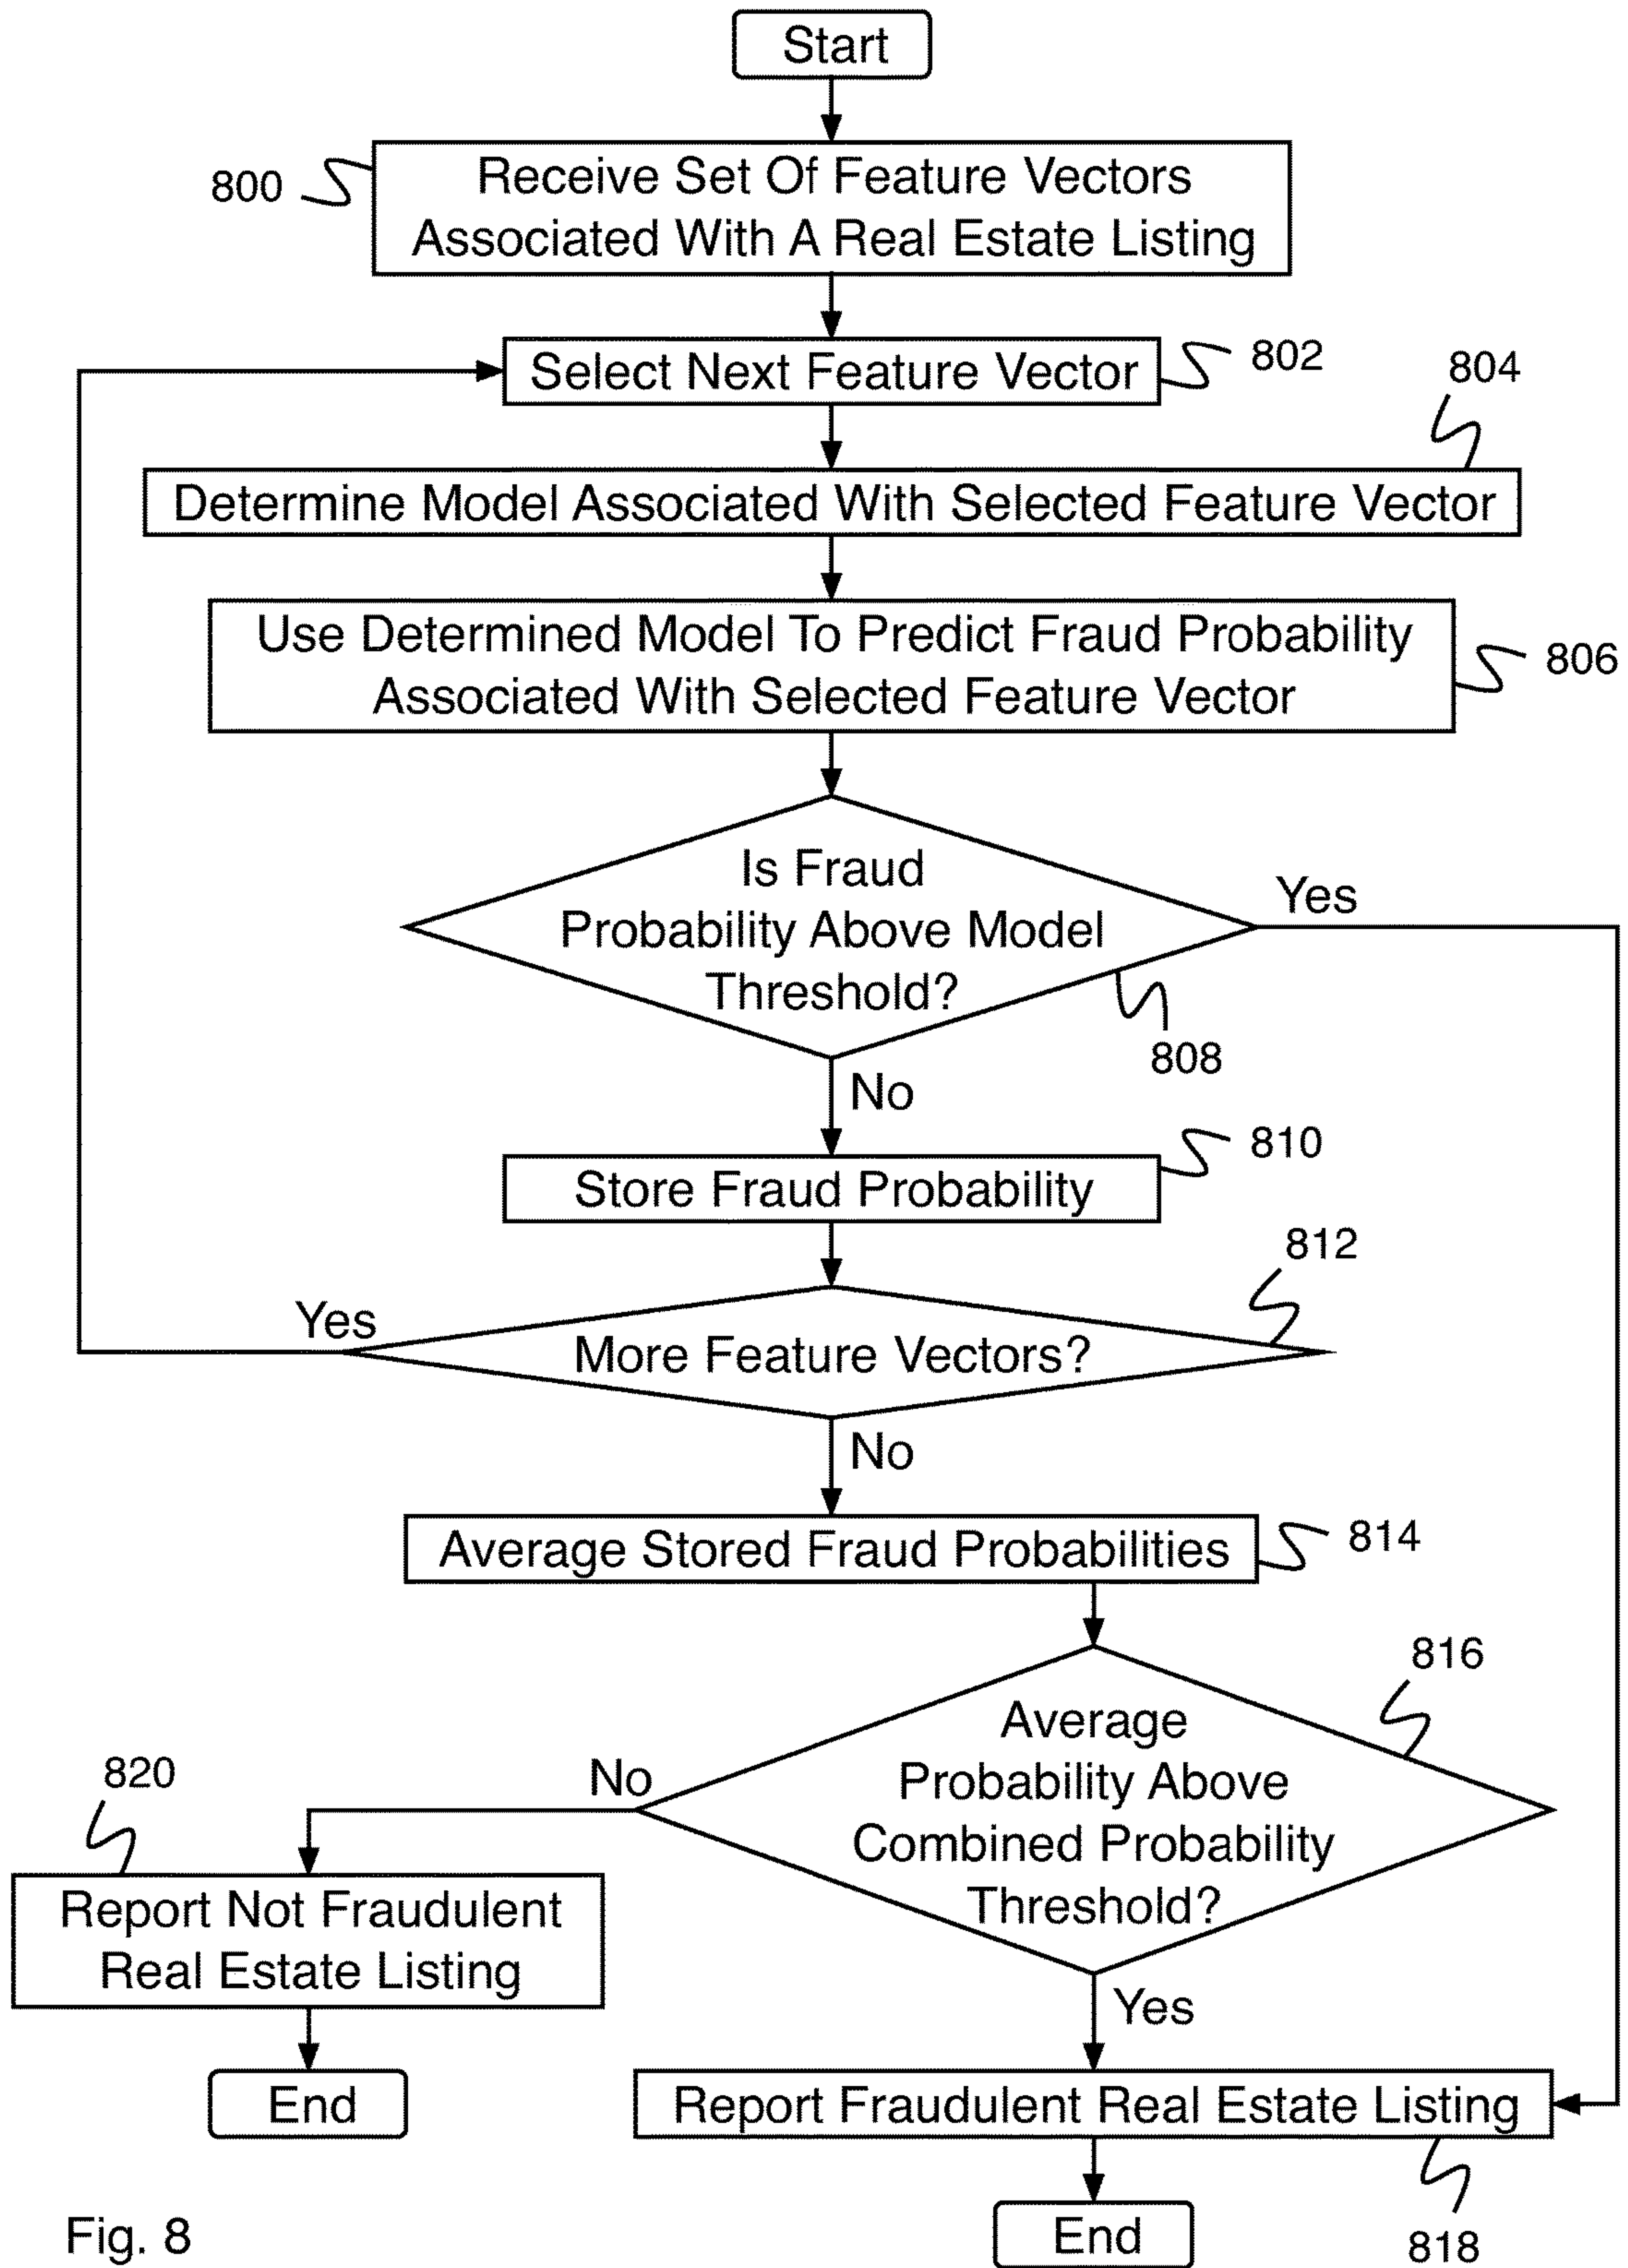 Start
800
Receive Set Of Feature Vectors
Associated With A Real Estate Listing
Select Next Feature Vector
802
804
Determine Model Associated With Selected Feature Vector
Use Determined Model To Predict Fraud Probability
Associated With Selected Feature Vector
806
Is Fraud
Probability Above Model
Threshold?
Yes
808
No
810
Store Fraud Probability
812
Yes
More Feature Vectors?
No
Average Stored Fraud Probabilities
814
816
Average
Probability Above
Combined Probability
Threshold?
No
820
Report Not Fraudulent
Real Estate Listing
Yes
End
Report Fraudulent Real Estate Listing
End
818
Fig. 8